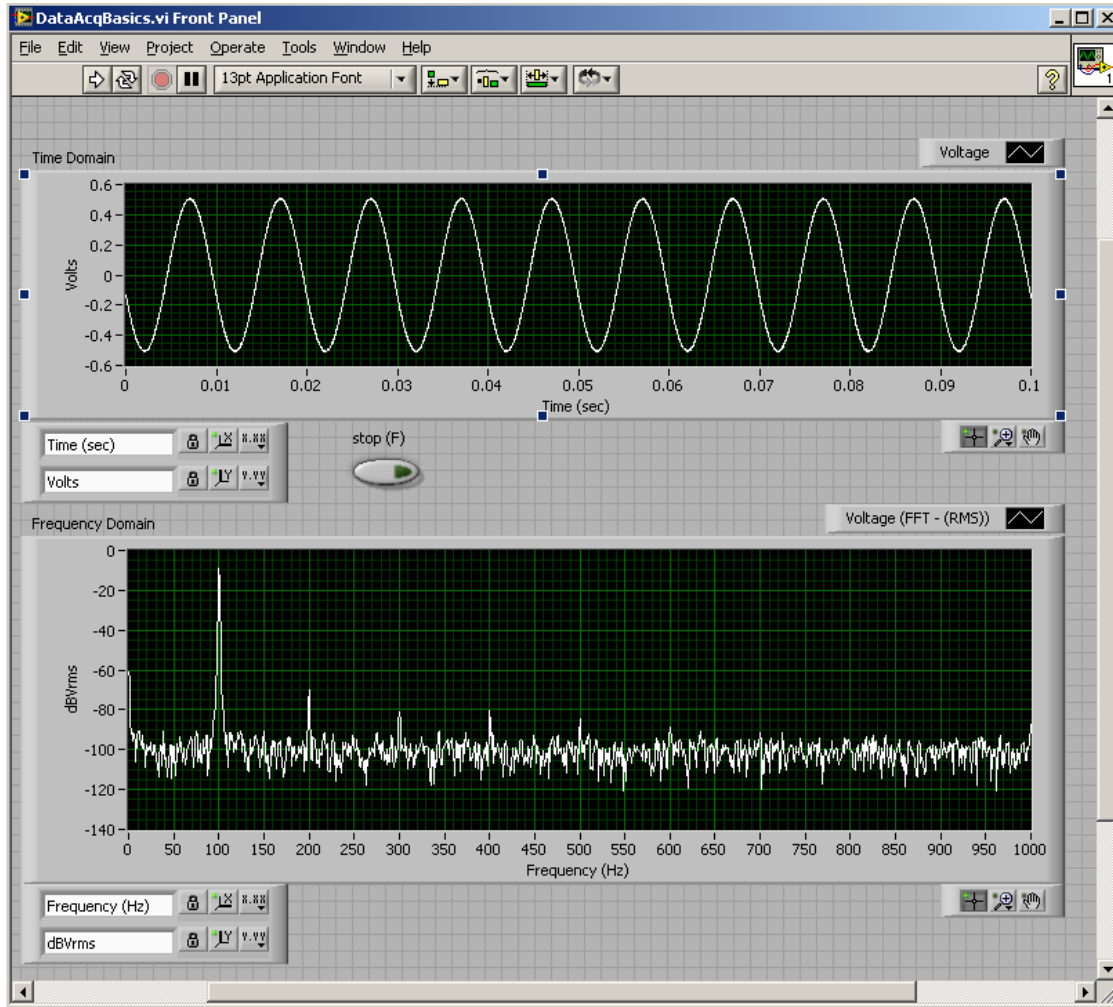 DataAcqBasics.vi Front Panel
File Edit View Project Operate Tools Window Help
13pt Application Font
1
Time Domain
Voltage
0.6
0.4
0.2
0
-0.2
-0.4
-0.6
Volts
0 0.01 0.02 0.03 0.04 0.05 0.06 0.07 0.08 0.09 0.1
Time (sec)
Time (sec)
X.XX
Volts
Y.YY
stop (F)
Frequency Domain
Voltage (FFT - (RMS))
0
-20
-40
-60
-80
-100
-120
-140
dBVrms
0 50 100 150 200 250 300 350 400 450 500 550 600 650 700 750 800 850 900 950 1000
Frequency (Hz)
Frequency (Hz)
X.XX
dBVrms
Y.YY